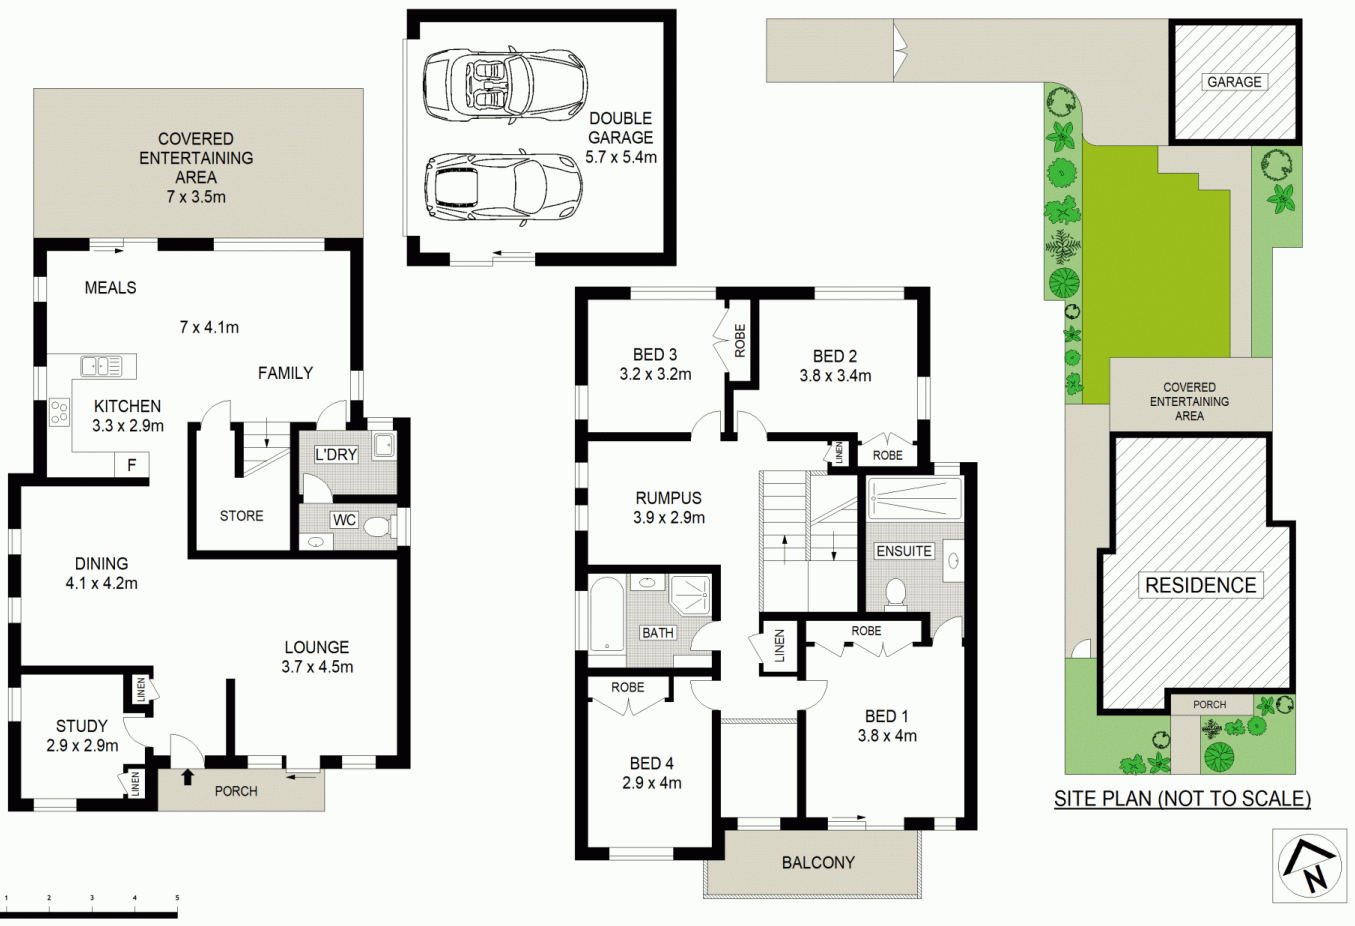 COVERED
ENTERTAINING
AREA
7 x 3.5m
MEALS
7 x 4.1m
FAMILY
KITCHEN
3.3 x 2.9m
F
L'DRY
WC
STORE
DINING
4.1 x 4.2m
LOUNGE
3.7 x 4.5m
LINEN
STUDY
2.9 x 2.9m
LINEN
PORCH
1 2 3 4 5
DOUBLE
GARAGE
5.7 x 5.4m
BED 3
3.2 x 3.2m
ROBE
BED 2
3.8 x 3.4m
LINEN
ROBE
RUMPUS
3.9 x 2.9m
ENSUITE
BATH
LINEN
ROBE
ROBE
BED 1
3.8 x 4m
BED 4
2.9 x 4m
BALCONY
GARAGE
COVERED
ENTERTAINING
AREA
RESIDENCE
PORCH
SITE PLAN (NOT TO SCALE)
N